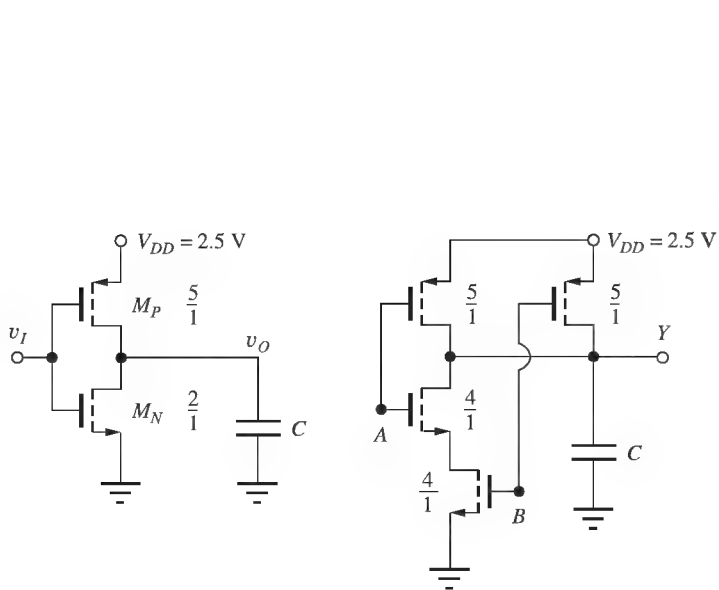 V_DD = 2.5 V
M_P 5/1
v_I
v_O
M_N 2/1
C
V_DD = 2.5 V
5/1
5/1
Y
4/1
A
C
4/1
B